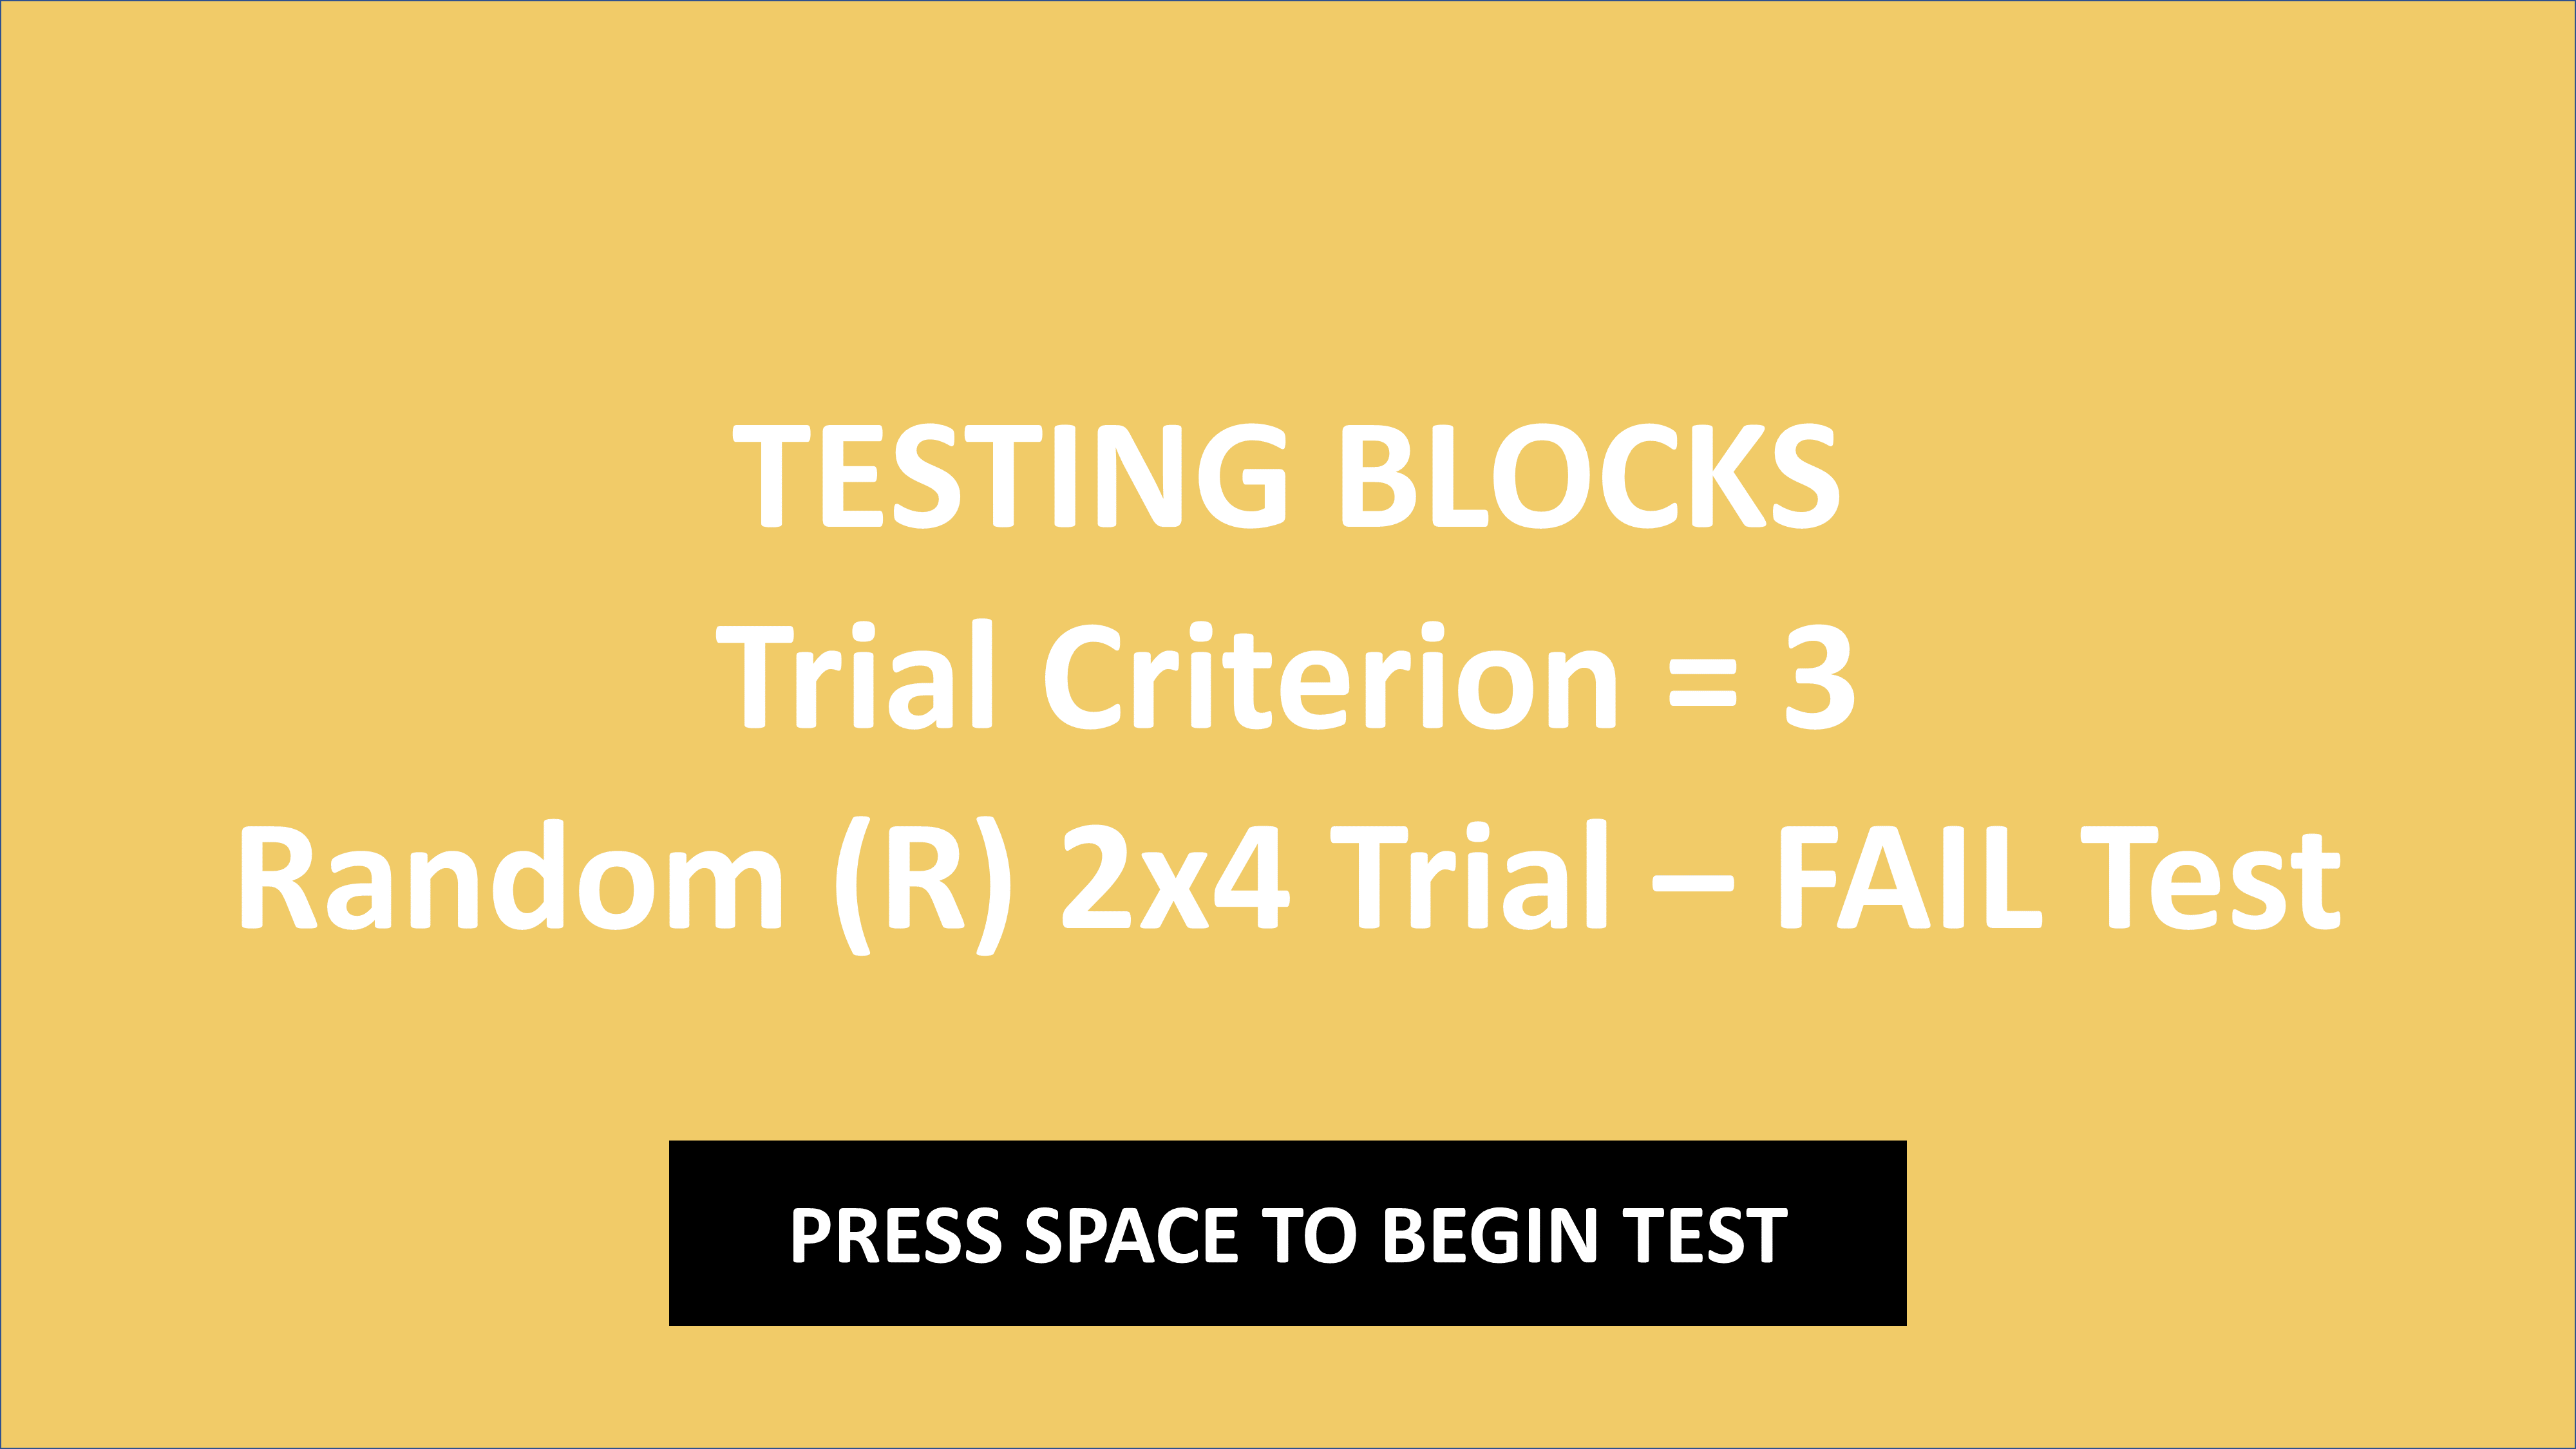 TESTING BLOCKS
Trial Criterion = 3
Random (R) 2x4 Trial – FAIL Test
PRESS SPACE TO BEGIN TEST